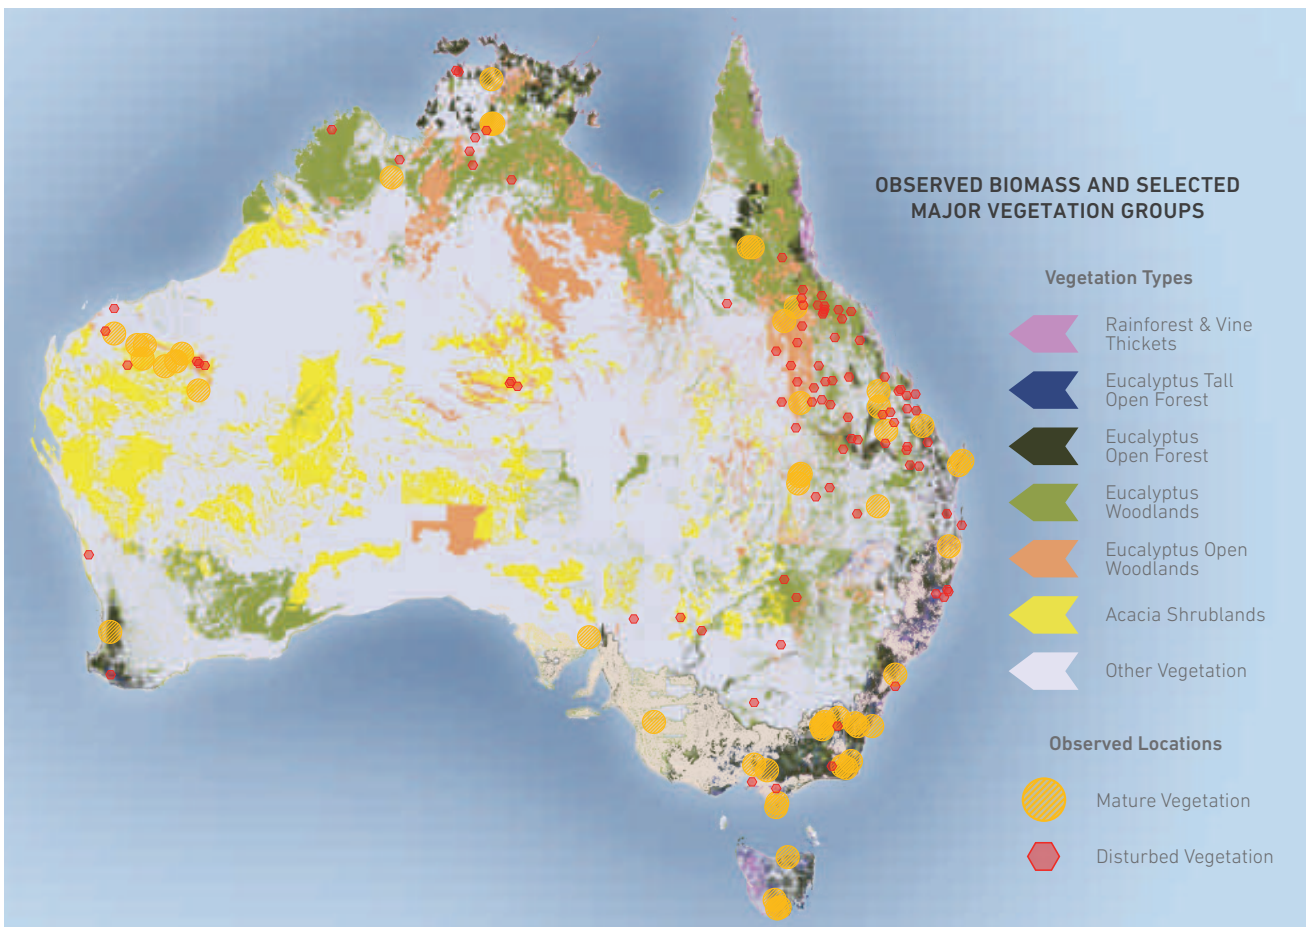 OBSERVED BIOMASS AND SELECTED
MAJOR VEGETATION GROUPS
Vegetation Types
Rainforest & Vine
Thickets
Eucalyptus Tall
Open Forest
Eucalyptus
Open Forest
Eucalyptus
Woodlands
Eucalyptus Open
Woodlands
Acacia Shrublands
Other Vegetation
Observed Locations
Mature Vegetation
Disturbed Vegetation